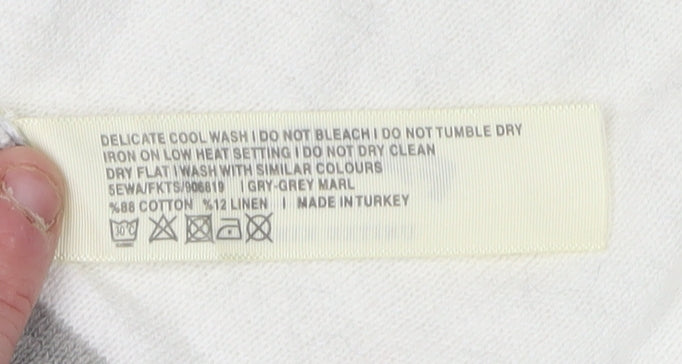 DELICATE COOL WASH | DO NOT BLEACH | DO NOT TUMBLE DRY
IRON ON LOW HEAT SETTING | DO NOT DRY CLEAN
DRY FLAT | WASH WITH SIMILAR COLOURS
5EWA/FKTS/906819 | GRY-GREY MARL
%88 COTTON %12 LINEN | MADE IN TURKEY
30°C